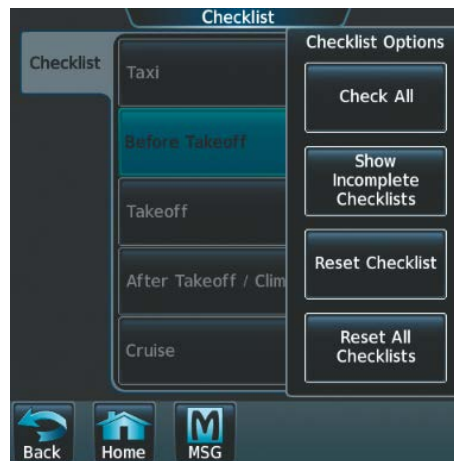 Checklist
Checklist
Taxi
Before Takeoff
Takeoff
After Takeoff / Clim
Cruise
Checklist Options
Check All
Show
Incomplete
Checklists
Reset Checklist
Reset All
Checklists
Back
Home
MSG